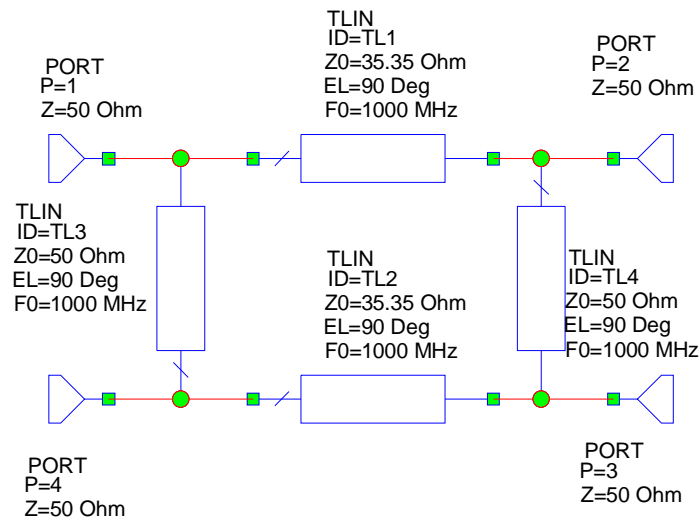 TLIN
ID=TL1
Z0=35.35 Ohm
EL=90 Deg
F0=1000 MHz
PORT
P=1
Z=50 Ohm
PORT
P=2
Z=50 Ohm
TLIN
ID=TL3
Z0=50 Ohm
EL=90 Deg
F0=1000 MHz
TLIN
ID=TL2
Z0=35.35 Ohm
EL=90 Deg
F0=1000 MHz
TLIN
ID=TL4
Z0=50 Ohm
EL=90 Deg
F0=1000 MHz
PORT
P=4
Z=50 Ohm
PORT
P=3
Z=50 Ohm